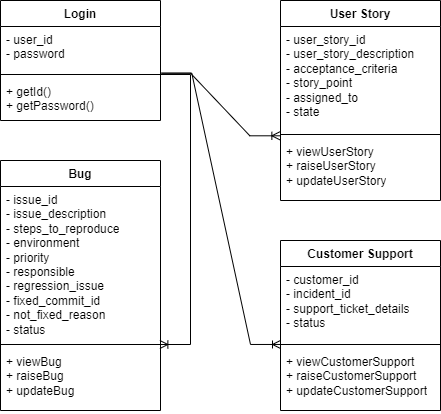 Login
- user_id
- password
+ getId()
+ getPassword()
User Story
- user_story_id
- user_story_description
- acceptance_criteria
- story_point
- assigned_to
- state
+ viewUserStory
+ raiseUserStory
+ updateUserStory
Bug
- issue_id
- issue_description
- steps_to_reproduce
- environment
- priority
- responsible
- regression_issue
- fixed_commit_id
- not_fixed_reason
- status
+ viewBug
+ raiseBug
+ updateBug
Customer Support
- customer_id
- incident_id
- support_ticket_details
- status
+ viewCustomerSupport
+ raiseCustomerSupport
+ updateCustomerSupport